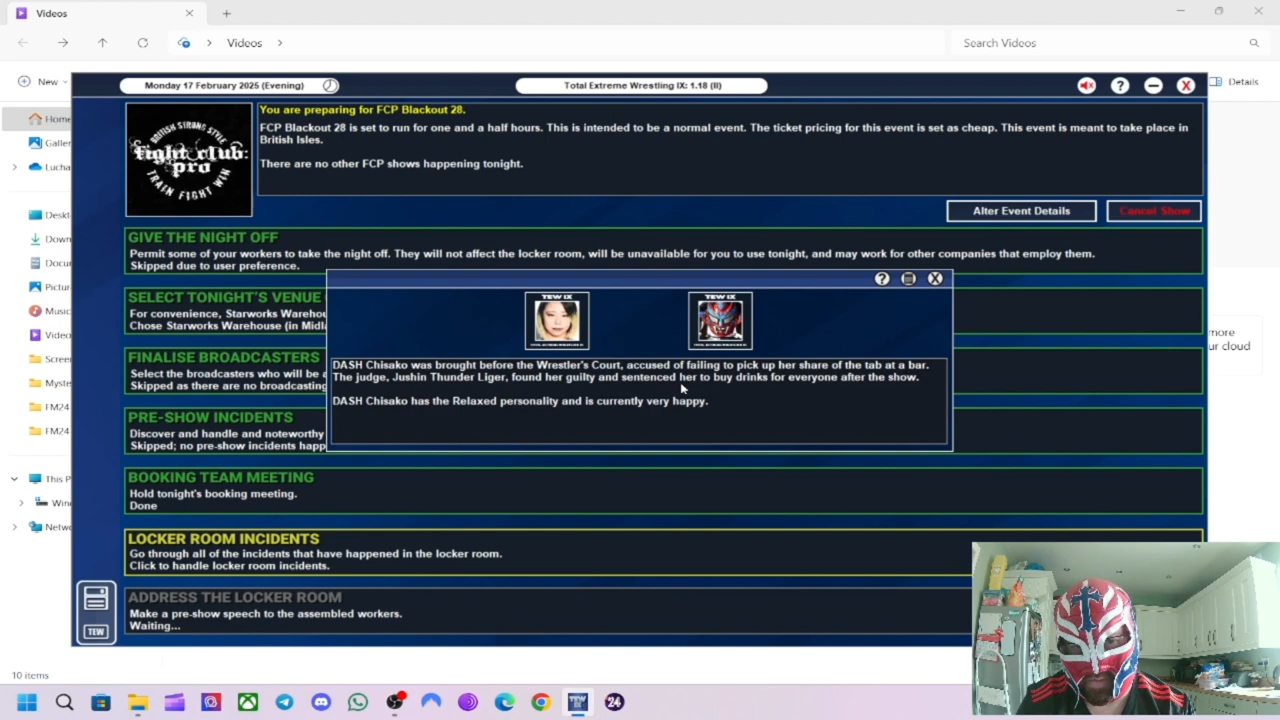 Videos
Videos
Search Videos
New
Details
Home
Galler
Lucha
Deskt
Down
Docu
Pictur
Music
Video
Scree
Myste
FM24
FM24
This P
Wind
Netwo
10 items
more
ur cloud
Monday 17 February 2025 (Evening)
Total Extreme Wrestling IX: 1.18 (II)
BRITISH STRONG STYLE
fight club:
pro
TRAIN FIGHT WIN
You are preparing for FCP Blackout 28.
FCP Blackout 28 is set to run for one and a half hours. This is intended to be a normal event. The ticket pricing for this event is set as cheap. This event is meant to take place in
British Isles.
There are no other FCP shows happening tonight.
Alter Event Details
Cancel Show
GIVE THE NIGHT OFF
Permit some of your workers to take the night off. They will not affect the locker room, will be unavailable for you to use tonight, and may work for other companies that employ them.
Skipped due to user preference.
SELECT TONIGHT'S VENUE
For convenience, Starworks Wareho
Chose Starworks Warehouse (in Midl
FINALISE BROADCASTERS
Select the broadcasters who will be a
Skipped as there are no broadcasting
PRE-SHOW INCIDENTS
Discover and handle and noteworthy
Skipped; no pre-show incidents happ
TEW IX
TEW IX
DASH Chisako was brought before the Wrestler's Court, accused of failing to pick up her share of the tab at a bar.
The judge, Jushin Thunder Liger, found her guilty and sentenced her to buy drinks for everyone after the show.
DASH Chisako has the Relaxed personality and is currently very happy.
BOOKING TEAM MEETING
Hold tonight's booking meeting.
Done
LOCKER ROOM INCIDENTS
Go through all of the incidents that have happened in the locker room.
Click to handle locker room incidents.
ADDRESS THE LOCKER ROOM
Make a pre-show speech to the assembled workers.
Waiting...
TEW
24